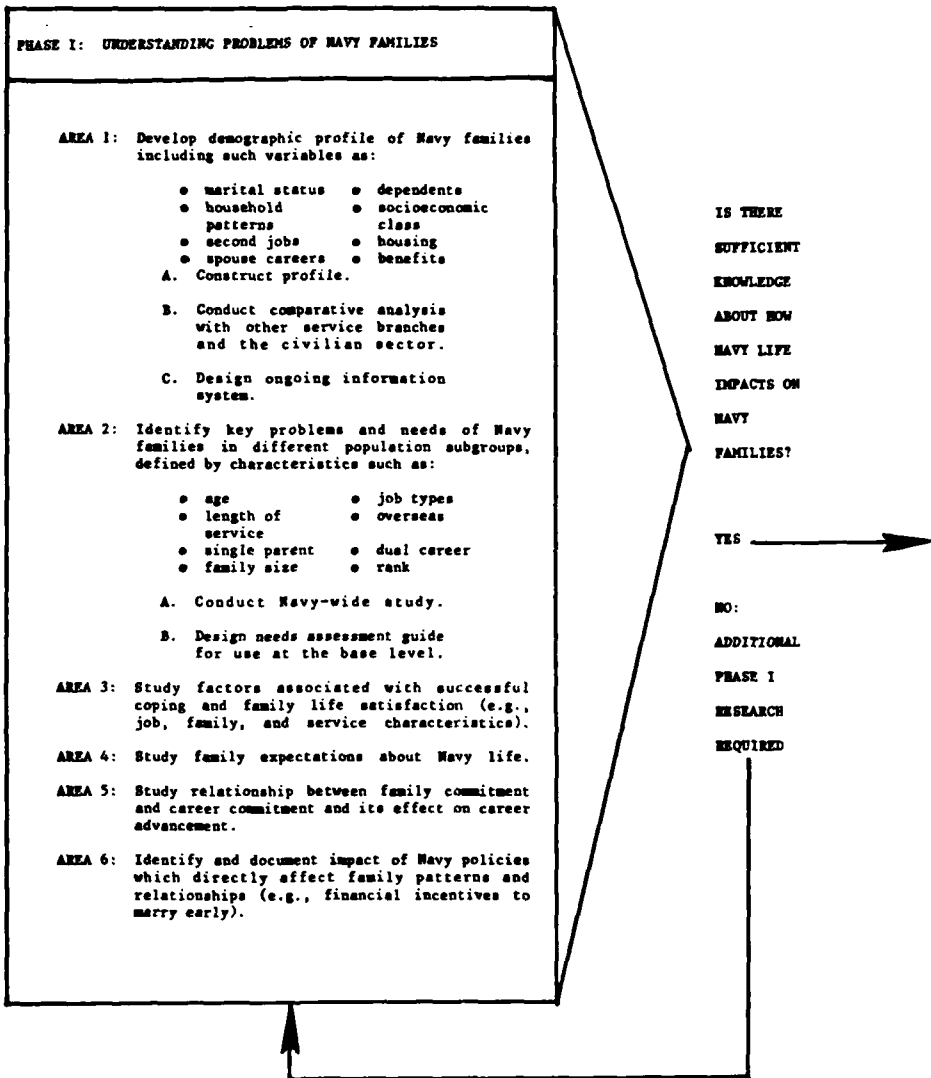 PHASE I: UNDERSTANDING PROBLEMS OF NAVY FAMILIES
AREA 1: Develop demographic profile of Navy families
including such variables as:
• marital status • dependents
• household • socioeconomic
patterns class
• second jobs • housing
• spouse careers • benefits
A. Construct profile.
B. Conduct comparative analysis
with other service branches
and the civilian sector.
C. Design ongoing information
system.
AREA 2: Identify key problems and needs of Navy
families in different population subgroups,
defined by characteristics such as:
• age • job types
• length of • overseas
service
• single parent • dual career
• family size • rank
A. Conduct Navy-wide study.
B. Design needs assessment guide
for use at the base level.
AREA 3: Study factors associated with successful
coping and family life satisfaction (e.g.,
job, family, and service characteristics).
AREA 4: Study family expectations about Navy life.
AREA 5: Study relationship between family commitment
and career commitment and its effect on career
advancement.
AREA 6: Identify and document impact of Navy policies
which directly affect family patterns and
relationships (e.g., financial incentives to
marry early).
IS THERE
SUFFICIENT
KNOWLEDGE
ABOUT HOW
NAVY LIFE
IMPACTS ON
NAVY
FAMILIES?
YES
NO:
ADDITIONAL
PHASE I
RESEARCH
REQUIRED